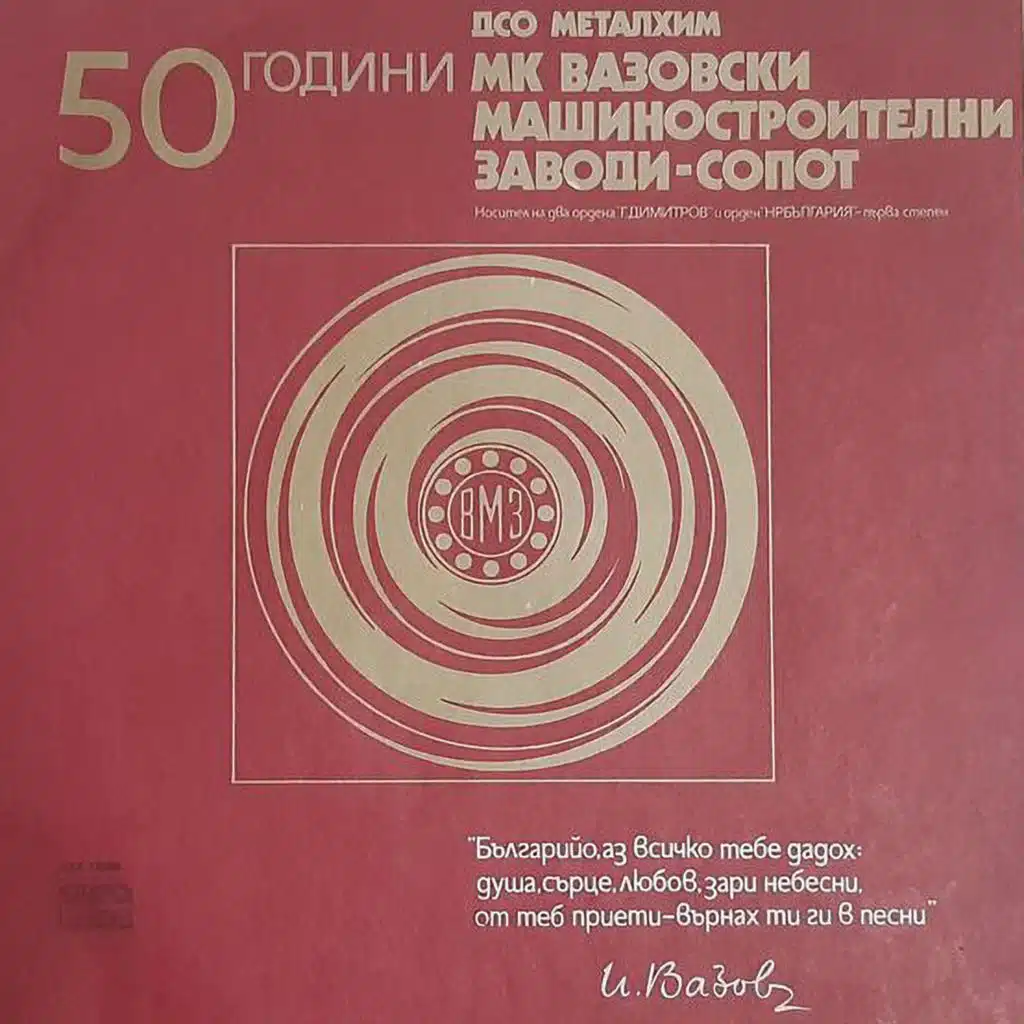 50 ГОДИНИ
ДСО МЕТАЛХИМ
МК ВАЗОВСКИ
МАШИНОСТРОИТЕЛНИ
ЗАВОДИ-СОПОТ
Носител на два ордена "Г.ДИМИТРОВ" и орден "НРБЪЛГАРИЯ"-първа степен
ВМЗ
"Българийо, аз всичко тебе дадох:
душа, сърце, любов, зари небесни,
от теб приети-върнах ти ги в песни"
И. Вазовъ